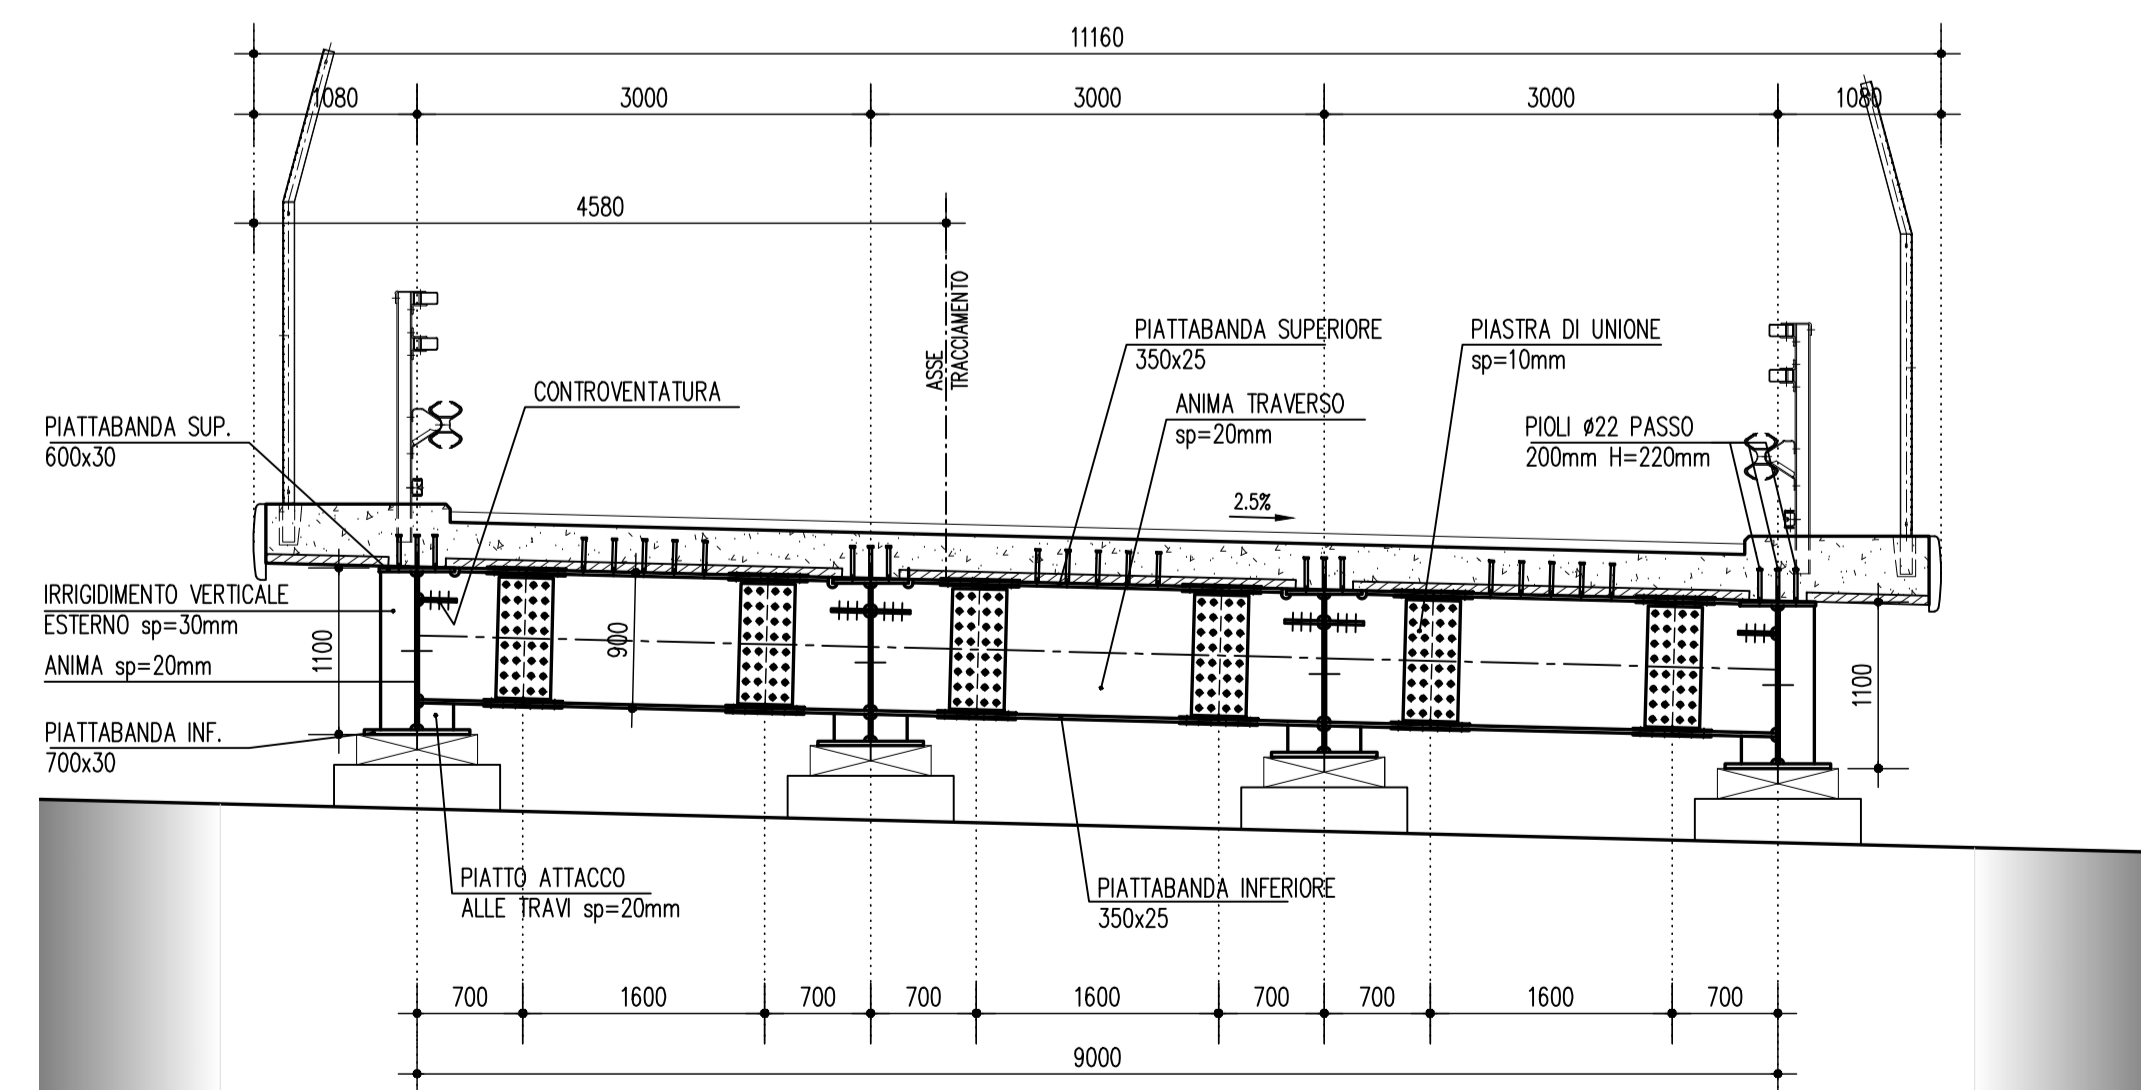 11160
1080
3000
3000
3000
1080
4580
ASSE
TRACCIAMENTO
PIATTABANDA SUPERIORE
350x25
PIASTRA DI UNIONE
sp=10mm
CONTROVENTATURA
ANIMA TRAVERSO
sp=20mm
PIATTABANDA SUP.
600x30
PIOLI ø22 PASSO
200mm H=220mm
2.5%
IRRIGIDIMENTO VERTICALE
ESTERNO sp=30mm
ANIMA sp=20mm
1100
900
1100
PIATTABANDA INF.
700x30
PIATTO ATTACCO
ALLE TRAVI sp=20mm
PIATTABANDA INFERIORE
350x25
700
1600
700
700
1600
700
700
1600
700
9000